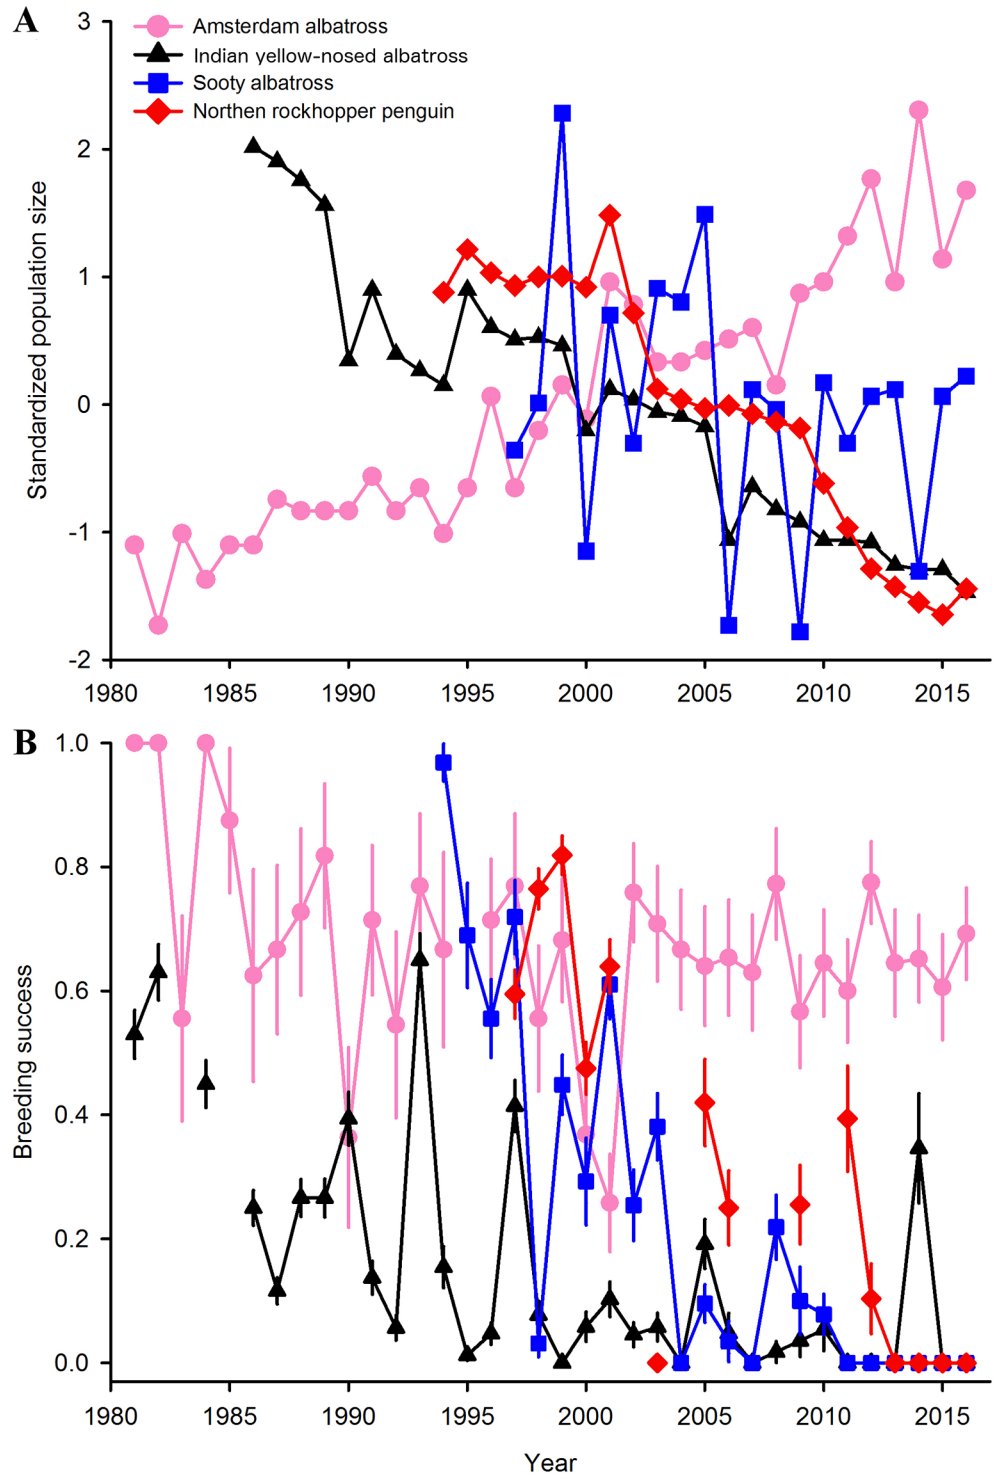 A
Amsterdam albatross
Indian yellow-nosed albatross
Sooty albatross
Northen rockhopper penguin
Standardized population size
3
2
1
0
-1
-2
1980 1985 1990 1995 2000 2005 2010 2015
B
Breeding success
1.0
0.8
0.6
0.4
0.2
0.0
1980 1985 1990 1995 2000 2005 2010 2015
Year